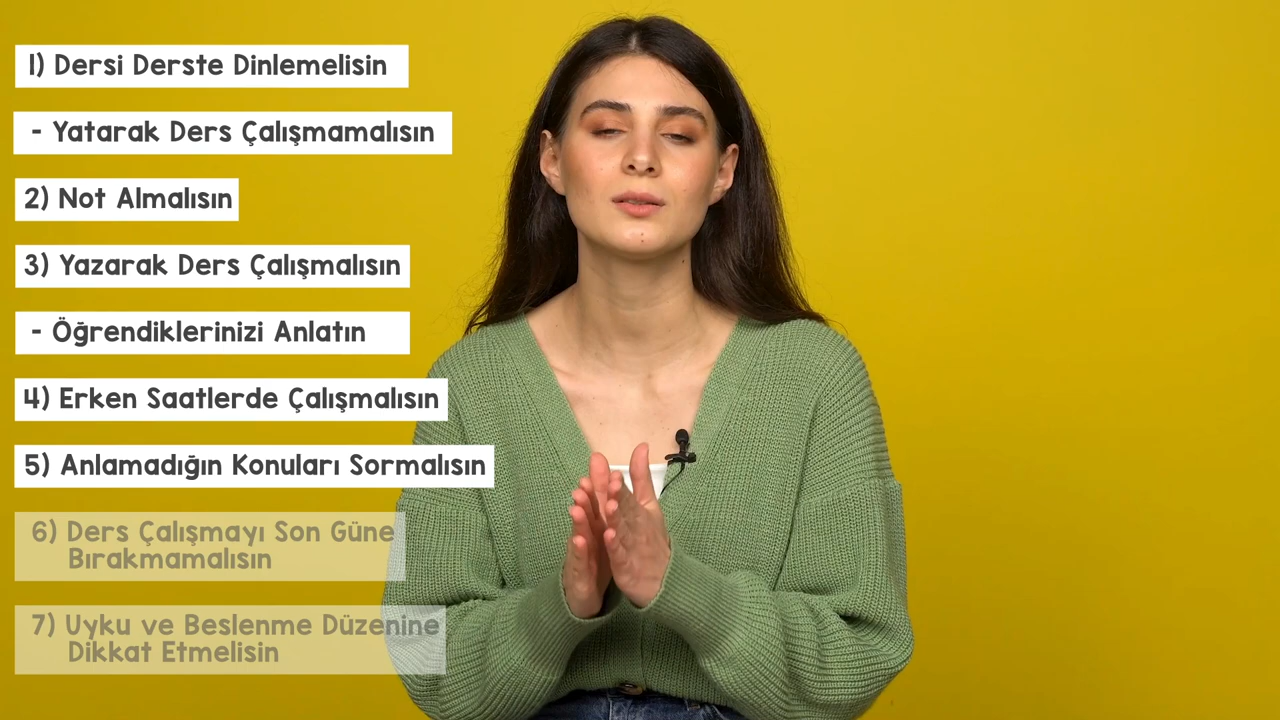 1) Dersi Derste Dinlemelisin
- Yatarak Ders Çalışmamalısın
2) Not Almalısın
3) Yazarak Ders Çalışmalısın
- Öğrendiklerinizi Anlatın
4) Erken Saatlerde Çalışmalısın
5) Anlamadığın Konuları Sormalısın
6) Ders Çalışmayı Son Güne
Bırakmamalısın
7) Uyku ve Beslenme Düzenine
Dikkat Etmelisin